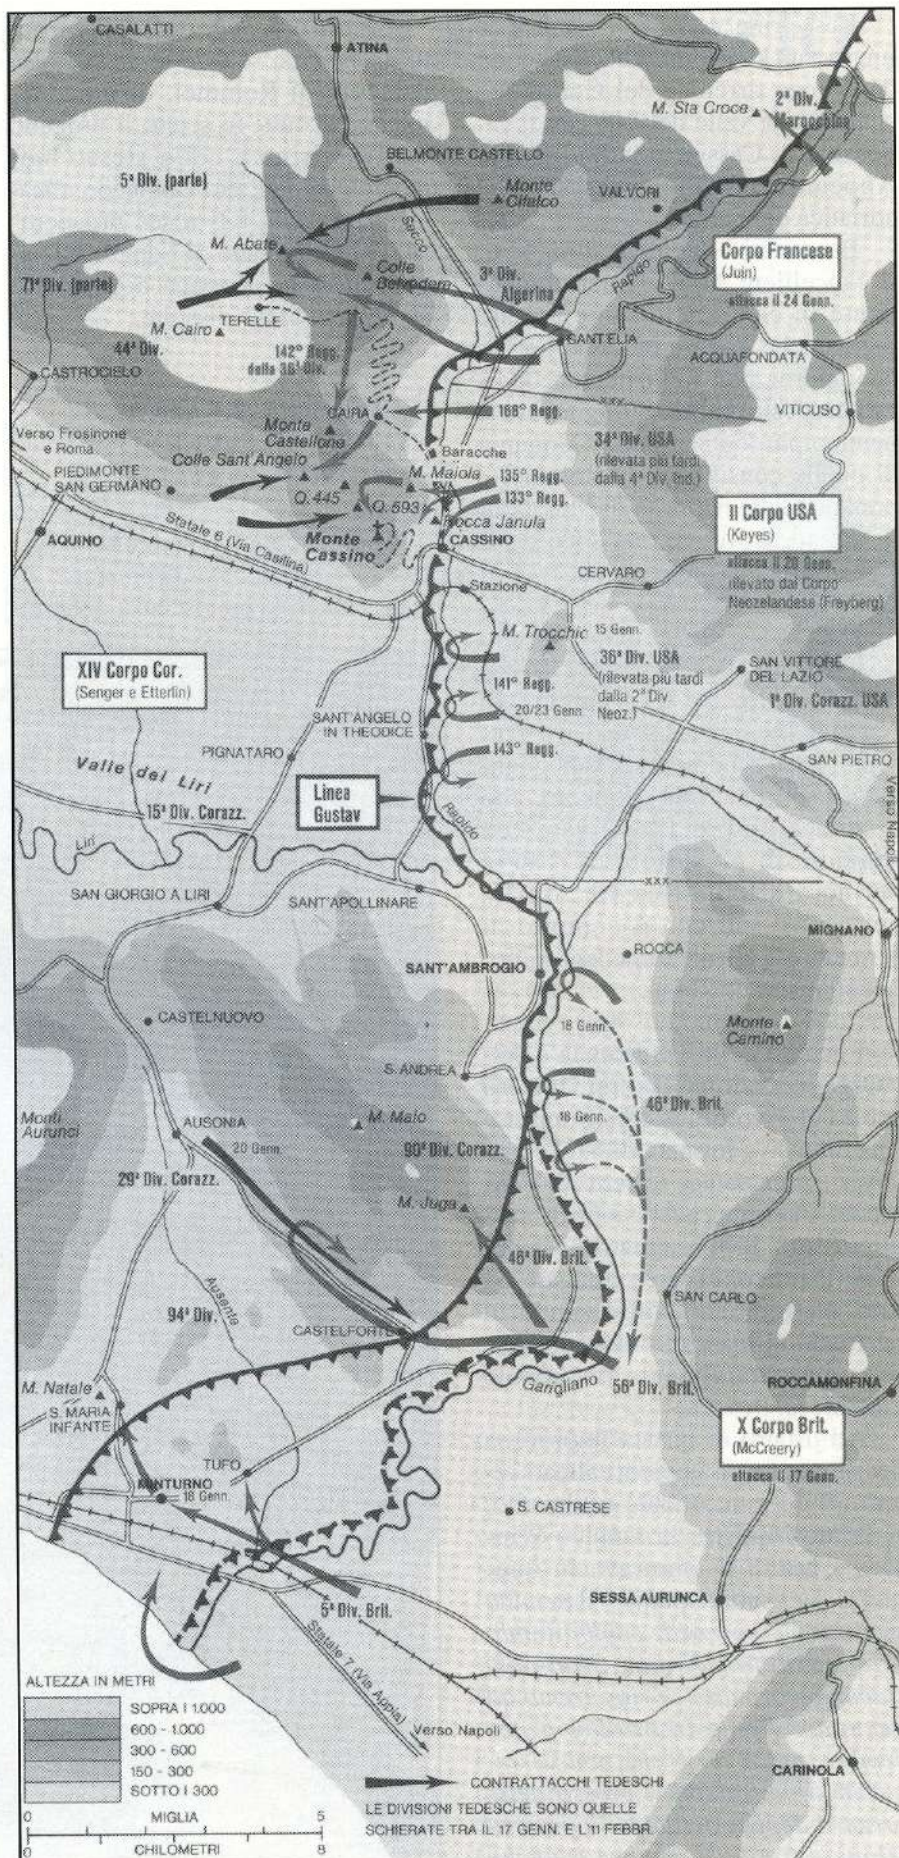 CASALATTI
ATINA
M. Sta Croce
2ª Div.
Marocchina
BELMONTE CASTELLO
5ª Div. (parte)
Monte
Cifalco
VALVORI
Secco
M. Abate
Colle
Belvedere
3ª Div.
Algerina
Rapido
Corpo Francese
(Juin)
attacca il 24 Genn.
71ª Div. (parte)
TERELLE
M. Cairo
44ª Div.
142° Regg.
dalla 36ª Div.
SANT'ELIA
ACQUAFONDATA
CASTROCIELO
CAIRA
168° Regg.
xxx
VITICUSO
Verso Frosinone
e Roma
Monte
Castellone
Baracche
34ª Div. USA
(rilevata più tardi
dalla 4ª Div. Ind.)
PIEDIMONTE
SAN GERMANO
Colle Sant'Angelo
M. Maiola
Q. 445
Q. 593
135° Regg.
133° Regg.
II Corpo USA
(Keyes)
attacca il 20 Genn.
rilevato dal Corpo
Neozelandese (Freyberg)
Rocca Janula
Monte
Cassino
CASSINO
AQUINO
Statale 6 (Via Casilina)
Stazione
CERVARO
M. Trocchio
15 Genn.
XIV Corpo Cor.
(Senger e Etterlin)
36ª Div. USA
(rilevata più tardi
dalla 2ª Div.
Neoz.)
SAN VITTORE
DEL LAZIO
1ª Div. Corazz. USA
141° Regg.
20/23 Genn.
SANT'ANGELO
IN THEODICE
PIGNATARO
143° Regg.
SAN PIETRO
Verso Napoli
Valle del Liri
Linea
Gustav
15ª Div. Corazz.
Rapido
Liri
SAN GIORGIO A LIRI
SANT'APOLLINARE
xxx
MIGNANO
SANT'AMBROGIO
ROCCA
CASTELNUOVO
18 Genn.
Monte
Camino
S. ANDREA
Monti
Aurunci
AUSONIA
20 Genn.
M. Maio
18 Genn.
46ª Div. Brit.
90ª Div. Corazz.
29ª Div. Corazz.
M. Juga
46ª Div. Brit.
Ausente
SAN CARLO
94ª Div.
CASTELFORTE
Garigliano
M. Natale
S. MARIA
INFANTE
56ª Div. Brit.
ROCCAMONFINA
X Corpo Brit.
(McCreery)
attacca il 17 Genn.
TUFO
MINTURNO
18 Genn.
S. CASTRESE
5ª Div. Brit.
SESSA AURUNCA
Statale 7 (Via Appia)
Verso Napoli
CARINOLA
ALTEZZA IN METRI
SOPRA I 1.000
600 - 1.000
300 - 600
150 - 300
SOTTO I 300
0 MIGLIA 5
0 CHILOMETRI 8
CONTRATTACCHI TEDESCHI
LE DIVISIONI TEDESCHE SONO QUELLE
SCHIERATE TRA IL 17 GENN. E L'11 FEBBR.